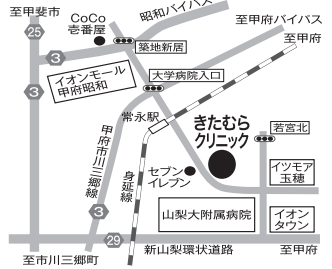 至甲斐市
25
CoCo
壱番屋
昭和バイパス
至甲府バイパス
至甲府
3
築地新居
イオンモール
甲府昭和
大学病院入口
3
常永駅
きたむら
クリニック
若宮北
甲府市川三郷線
身延線
セブン
イレブン
イツモア
玉穂
3
山梨大附属病院
イオン
タウン
29
新山梨環状道路
至市川三郷町
至甲府